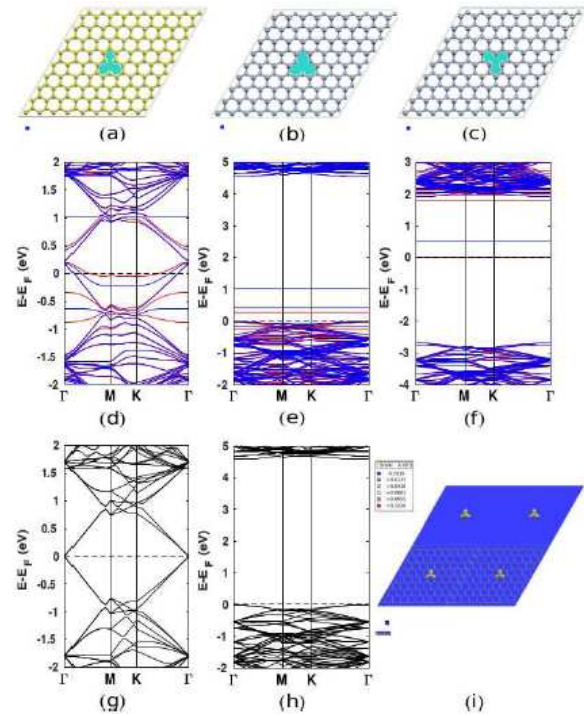 (a) (b) (c)
2 5 3
1.5 4 2
1 3 1
0.5 2 0
0 1 -1
-0.5 0 -2
-1 -1 -3
-1.5 -2 -4
-2
E-E_F (eV) E-E_F (eV) E-E_F (eV)
Γ M K Γ Γ M K Γ Γ M K Γ
(d) (e) (f)
2 5
1.5 4
1 3
0.5 2
0 1
-0.5 0
-1 -1
-1.5 -2
-2
E-E_F (eV) E-E_F (eV)
Γ M K Γ Γ M K Γ
(g) (h) (i)